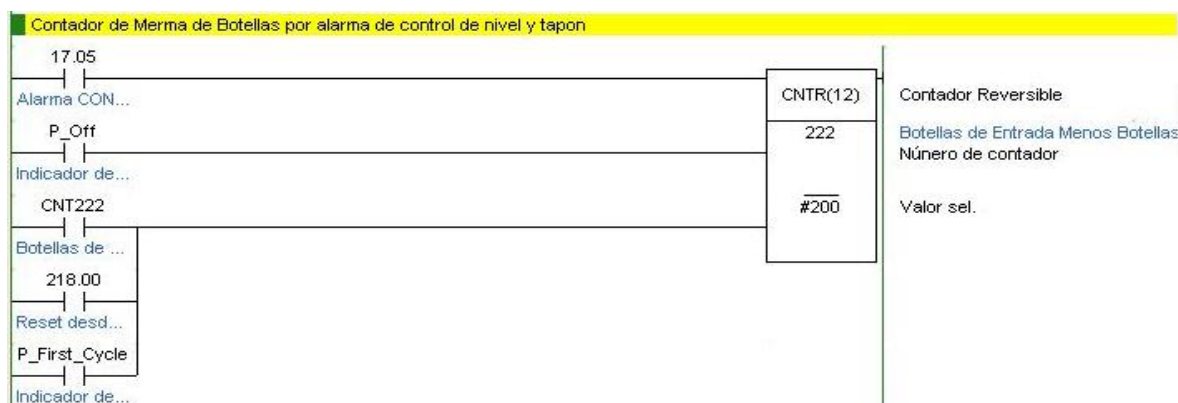 Contador de Merma de Botellas por alarma de control de nivel y tapon
17.05
Alarma CON...
CNTR(12)
Contador Reversible
P_Off
Indicador de...
222
Botellas de Entrada Menos Botellas
Núnero de contador
CNT222
Botellas de ...
#200
Valor sel.
218.00
Reset desd...
P_First_Cycle
Indicador de...